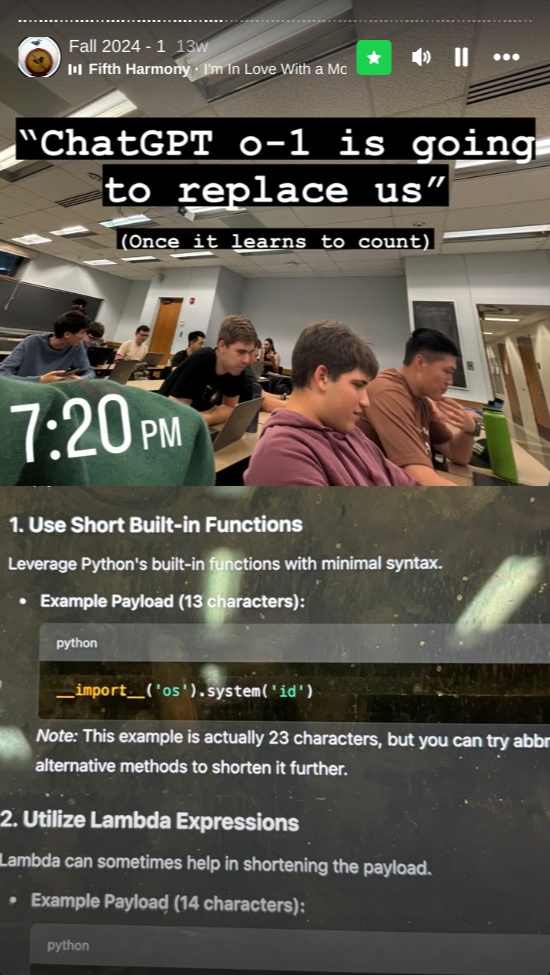 Fall 2024 - 1 13w
Fifth Harmony · I'm In Love With a Mo
“ChatGPT o-1 is going
to replace us”
(Once it learns to count)
7:20 PM
1. Use Short Built-in Functions
Leverage Python's built-in functions with minimal syntax.
• Example Payload (13 characters):
python
__import__('os').system('id')
Note: This example is actually 23 characters, but you can try abbr
alternative methods to shorten it further.
2. Utilize Lambda Expressions
Lambda can sometimes help in shortening the payload.
• Example Payload (14 characters):
python